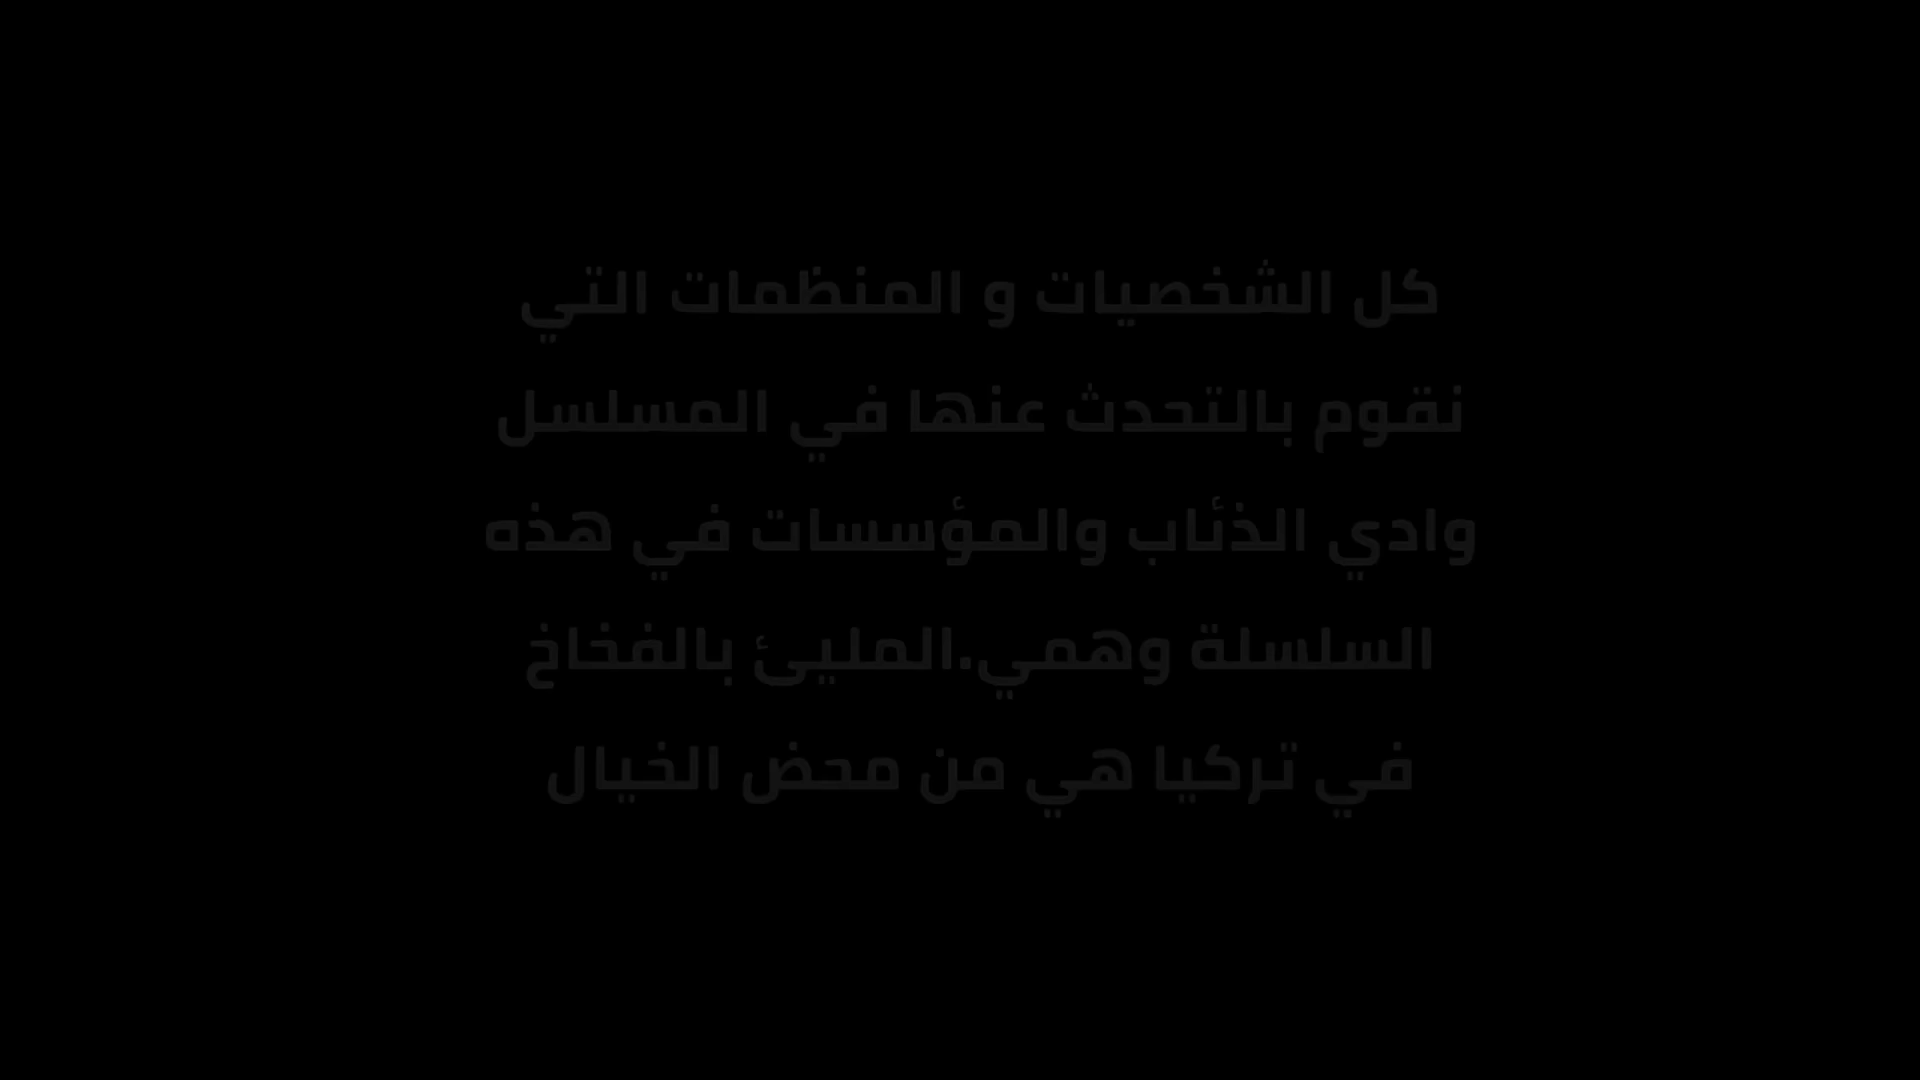 كل الشخصيات و المنظمات التي
نقوم بالتحدث عنها في المسلسل
وادي الذئاب والمؤسسات في هذه
السلسلة وهمي.المليئ بالفخاخ
في تركيا هي من محض الخيال